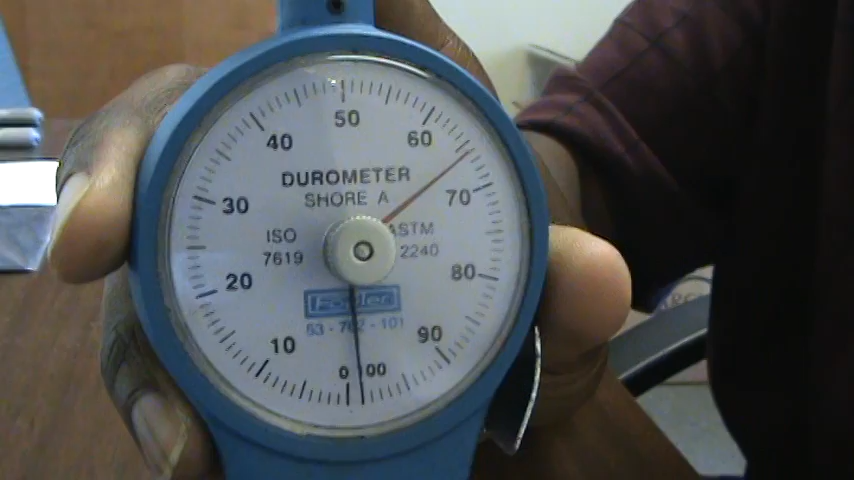 50
40 60
DUROMETER
SHORE A
30 70
ISO ASTM
7619 2240
20 80
Fowler
53-762-101
10 90
0 100